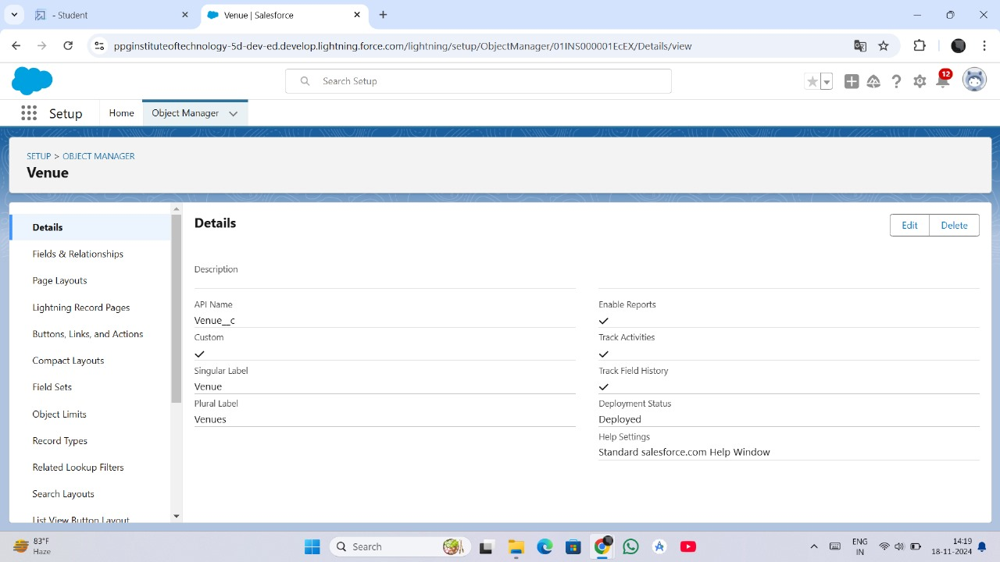 - Student
Venue | Salesforce
ppginstituteoftechnology-5d-dev-ed.develop.lightning.force.com/lightning/setup/ObjectManager/01INS000001EcEX/Details/view
Search Setup
12
Setup
Home
Object Manager
SETUP > OBJECT MANAGER
Venue
Details
Fields & Relationships
Page Layouts
Lightning Record Pages
Buttons, Links, and Actions
Compact Layouts
Field Sets
Object Limits
Record Types
Related Lookup Filters
Search Layouts
List View Button Layout
Details
Edit
Delete
Description
API Name
Venue__c
Custom
Singular Label
Venue
Plural Label
Venues
Enable Reports
Track Activities
Track Field History
Deployment Status
Deployed
Help Settings
Standard salesforce.com Help Window
83°F
Haze
Search
ENG
IN
14:19
18-11-2024